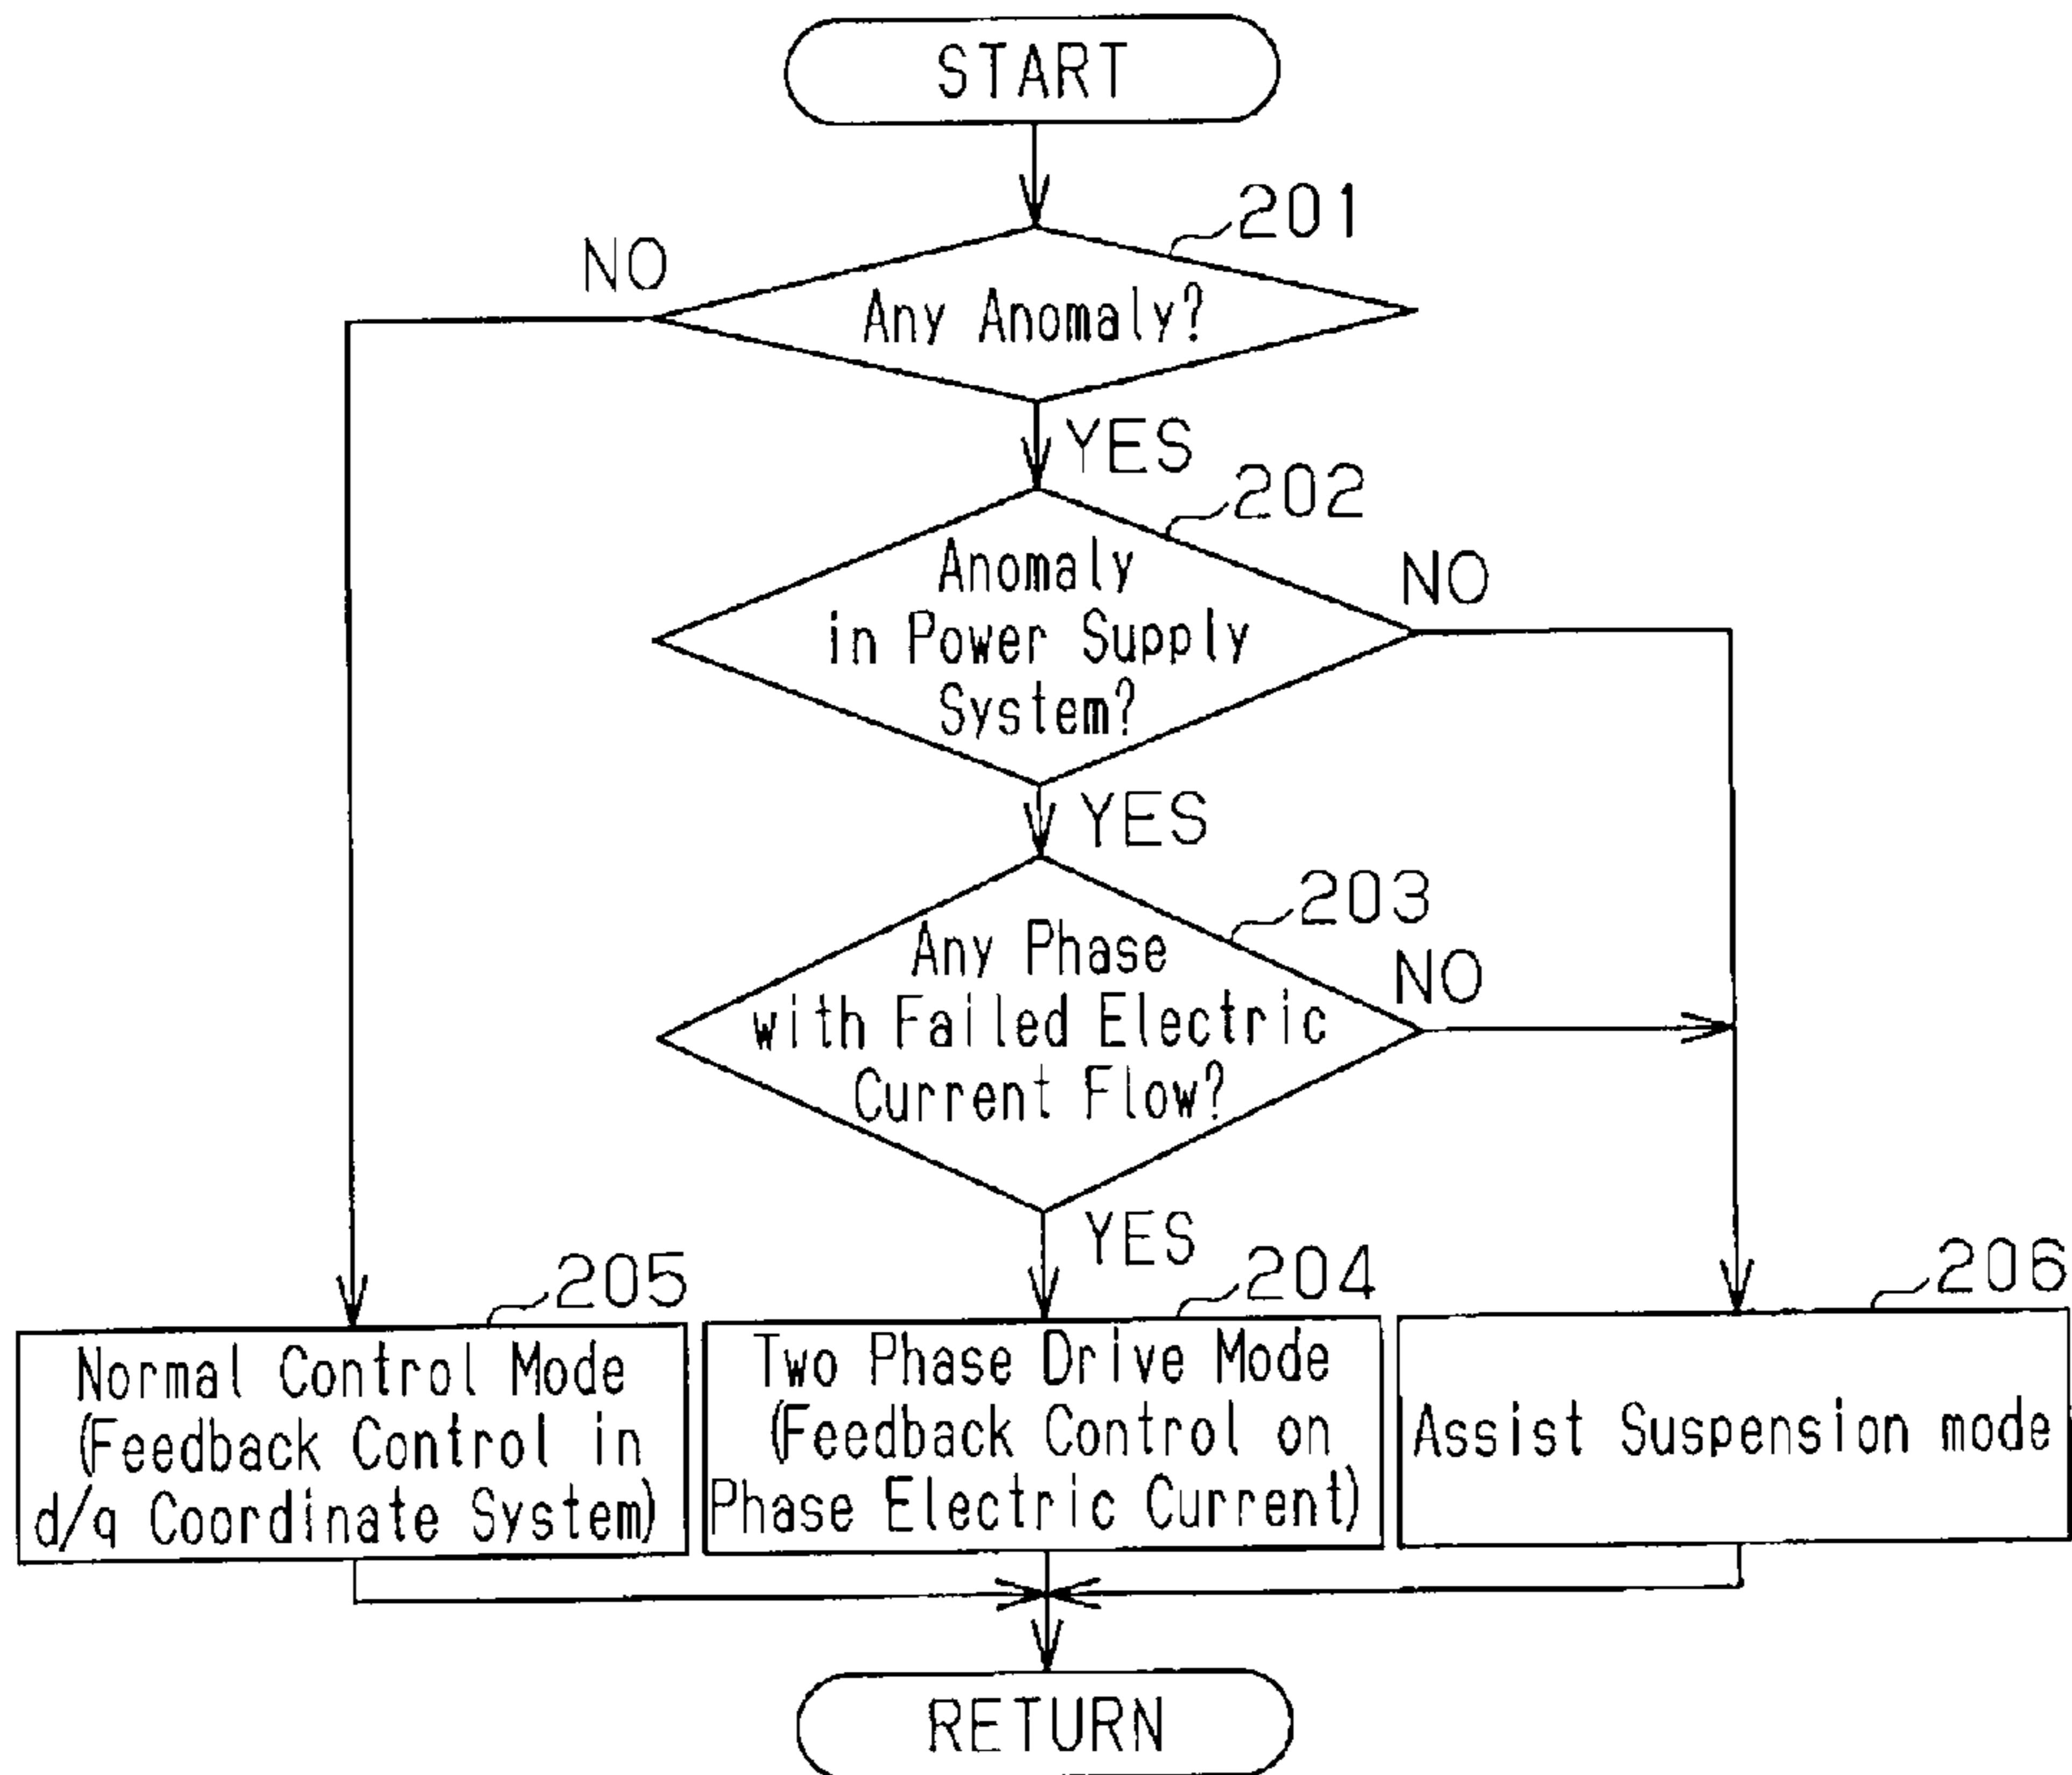 START
201
NO
Any Anomaly?
YES
202
Anomaly
in Power Supply
System?
NO
YES
203
Any Phase
with Failed Electric
Current Flow?
NO
YES
205
204
206
Normal Control Mode
(Feedback Control in
d/q Coordinate System)
Two Phase Drive Mode
(Feedback Control on
Phase Electric Current)
Assist Suspension mode
RETURN